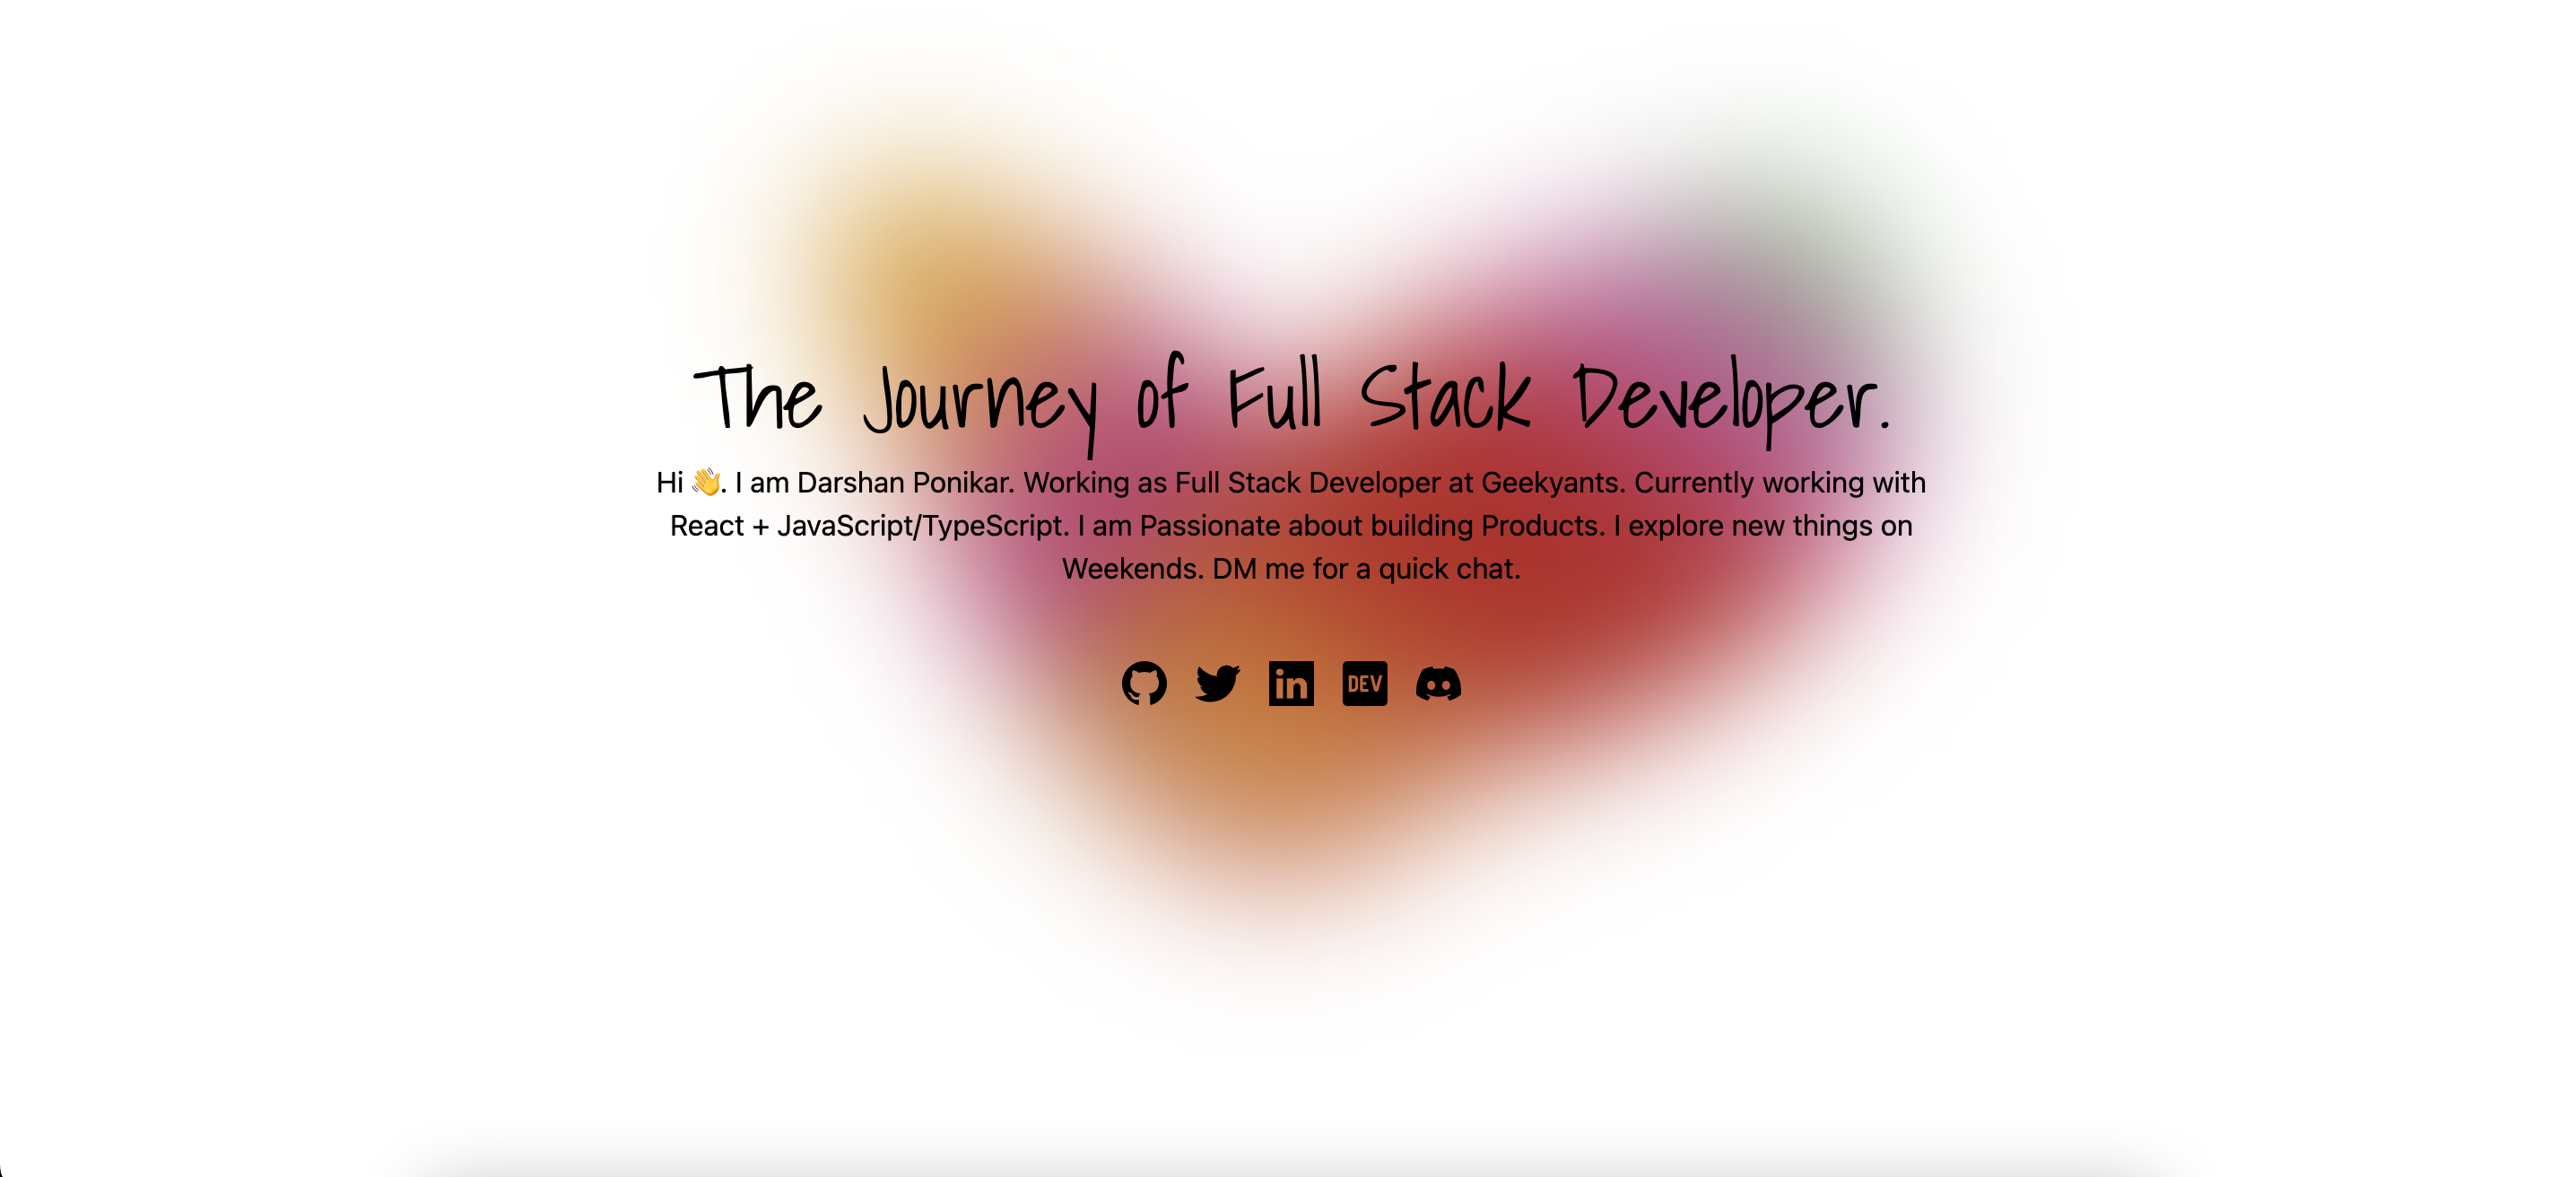 The Journey of Full Stack Developer.
Hi 👋. I am Darshan Ponikar. Working as Full Stack Developer at Geekyants. Currently working with
React + JavaScript/TypeScript. I am Passionate about building Products. I explore new things on
Weekends. DM me for a quick chat.
in DEV